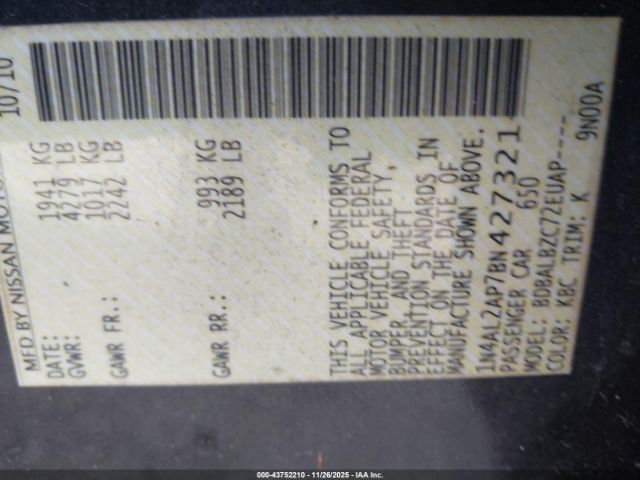 MFD BY NISSAN MOTOR
DATE: 10/10
GVWR: 1941 KG
4279 LB
GAWR FR.: 1017 KG
2242 LB
GAWR RR.: 993 KG
2189 LB
THIS VEHICLE CONFORMS TO
ALL APPLICABLE FEDERAL
MOTOR VEHICLE SAFETY,
BUMPER, AND THEFT
PREVENTION STANDARDS IN
EFFECT ON THE DATE OF
MANUFACTURE SHOWN ABOVE.
1N4AL2AP7BN427321
PASSENGER CAR 650
MODEL: BDBALBZC72EUAP----
COLOR: KBC TRIM: K 9N00A
000-43752210 - 11/26/2025 - IAA Inc.